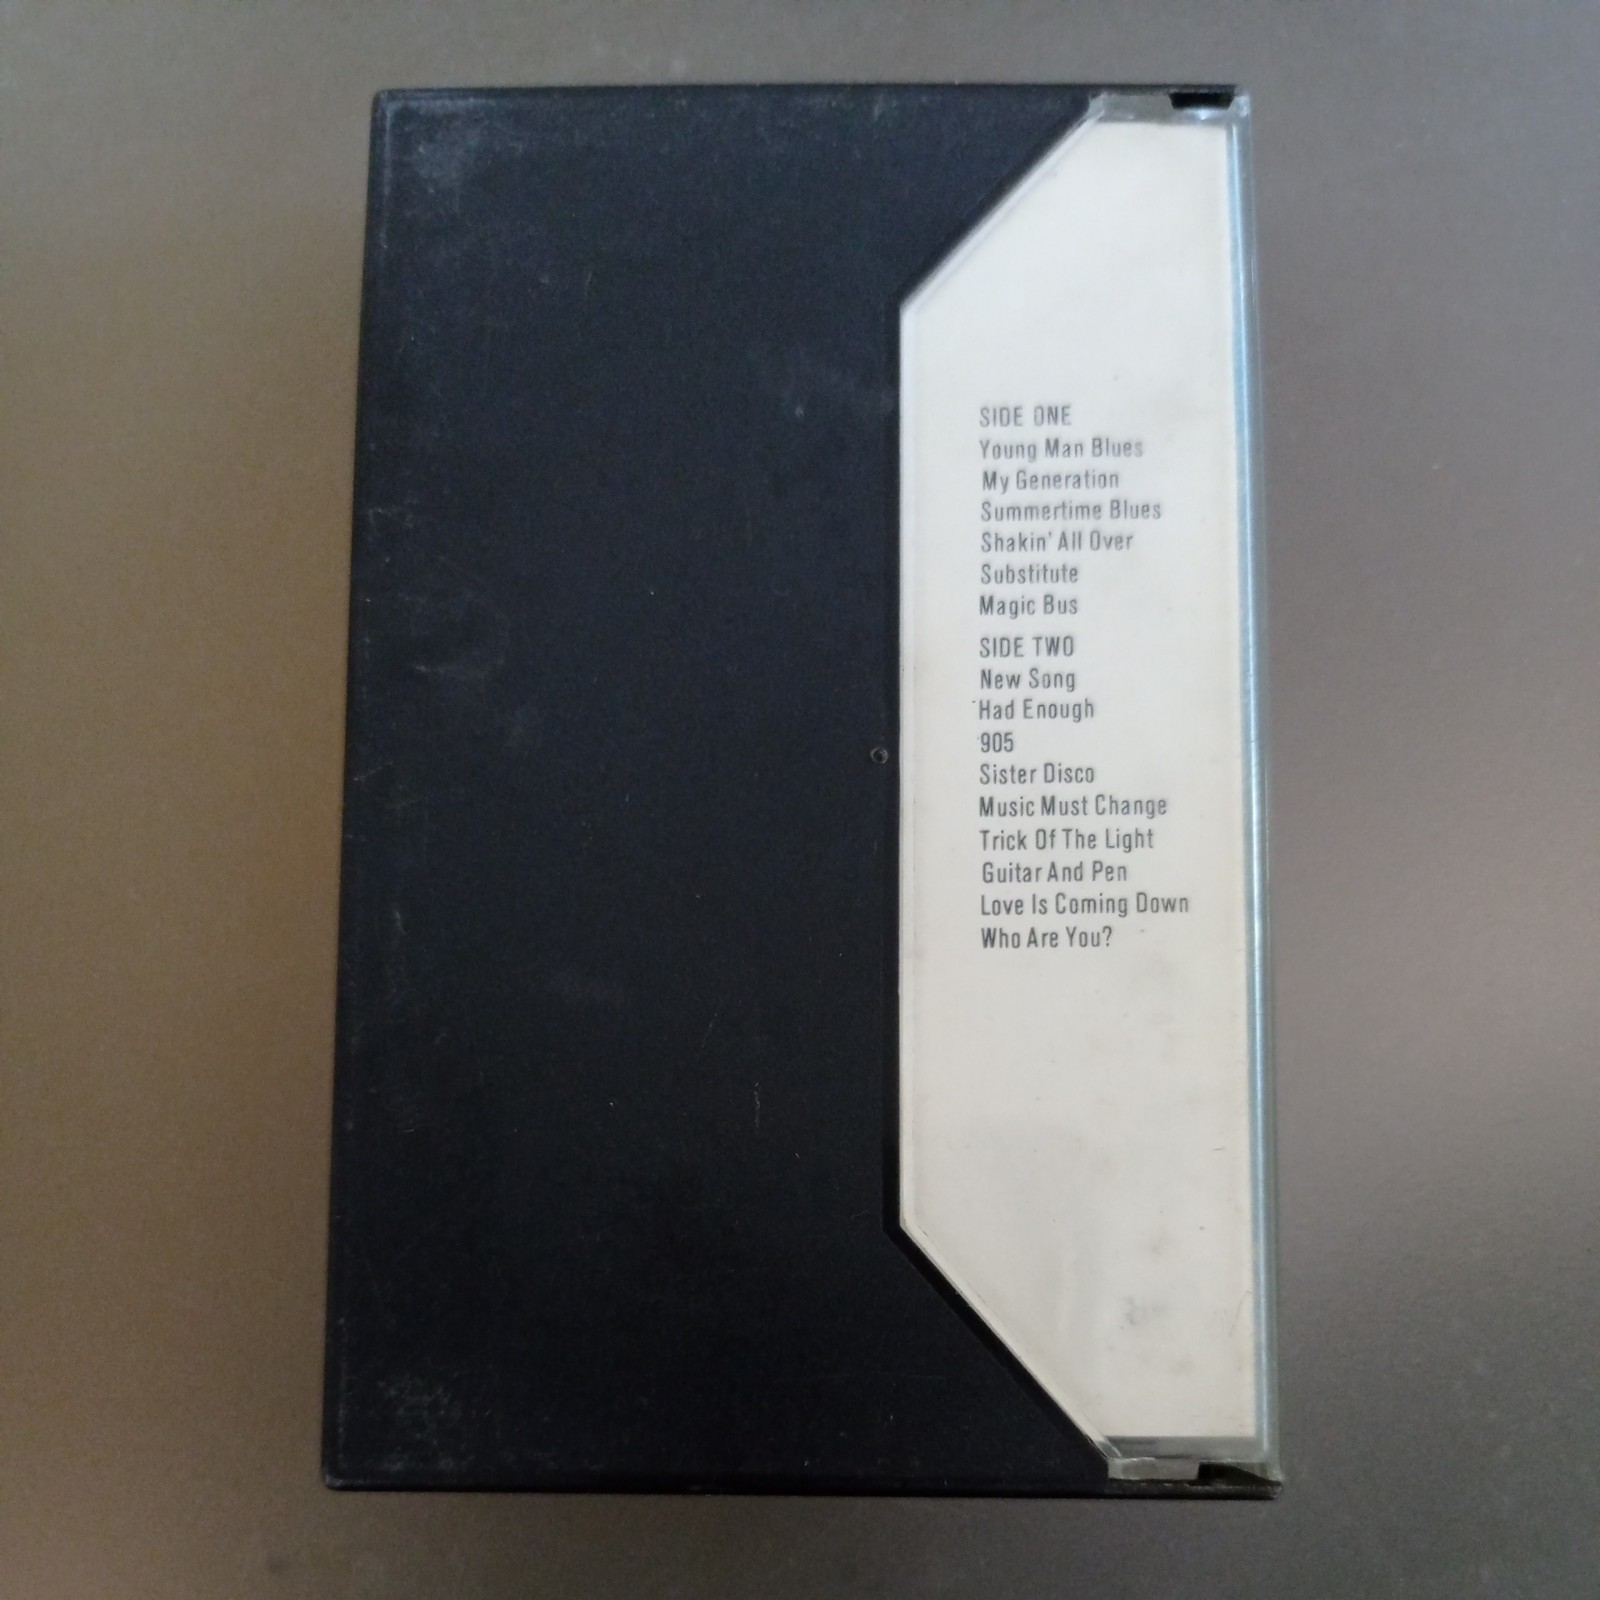 SIDE ONE
Young Man Blues
My Generation
Summertime Blues
Shakin' All Over
Substitute
Magic Bus
SIDE TWO
New Song
Had Enough
905
Sister Disco
Music Must Change
Trick Of The Light
Guitar And Pen
Love Is Coming Down
Who Are You?